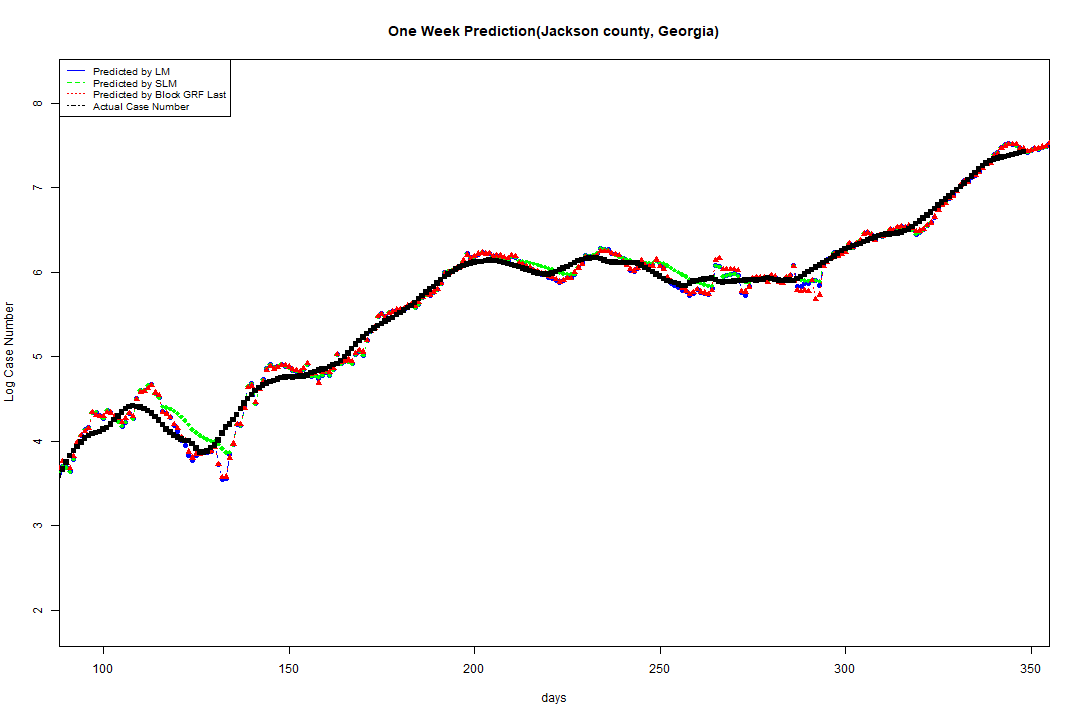 One Week Prediction(Jackson county, Georgia)
Predicted by LM
Predicted by SLM
Predicted by Block GRF Last
Actual Case Number
8
7
6
5
4
3
2
Log Case Number
100 150 200 250 300 350
days